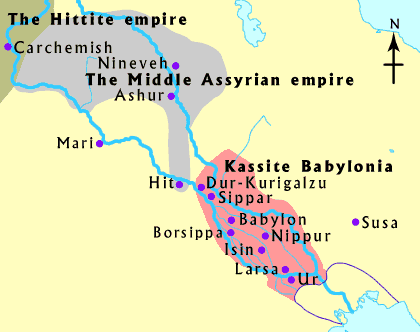 The Hittite empire
N
Carchemish
Nineveh
The Middle Assyrian empire
Ashur
Mari
Kassite Babylonia
Hit
Dur-Kurigalzu
Sippar
Babylon
Susa
Borsippa
Nippur
Isin
Larsa
Ur